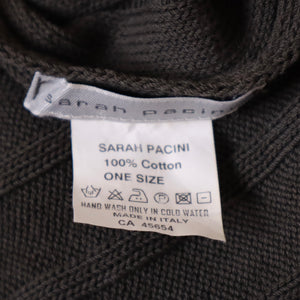 sarah pacini
SARAH PACINI
100% Cotton
ONE SIZE
HAND WASH ONLY IN COLD WATER
MADE IN ITALY
CA 45654